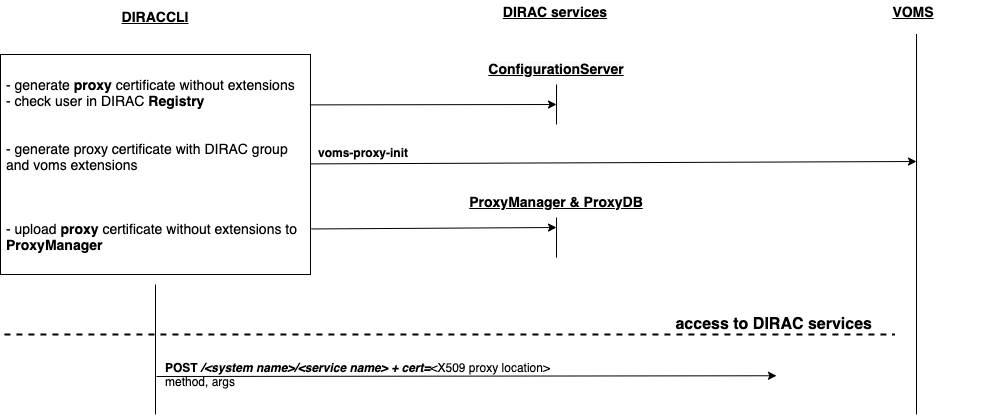 DIRACCLI
DIRAC services
VOMS
ConfigurationServer
- generate proxy certificate without extensions
- check user in DIRAC Registry
- generate proxy certificate with DIRAC group
and voms extensions
voms-proxy-init
ProxyManager & ProxyDB
- upload proxy certificate without extensions to
ProxyManager
access to DIRAC services
POST /<system name>/<service name> + cert=<X509 proxy location>
method, args